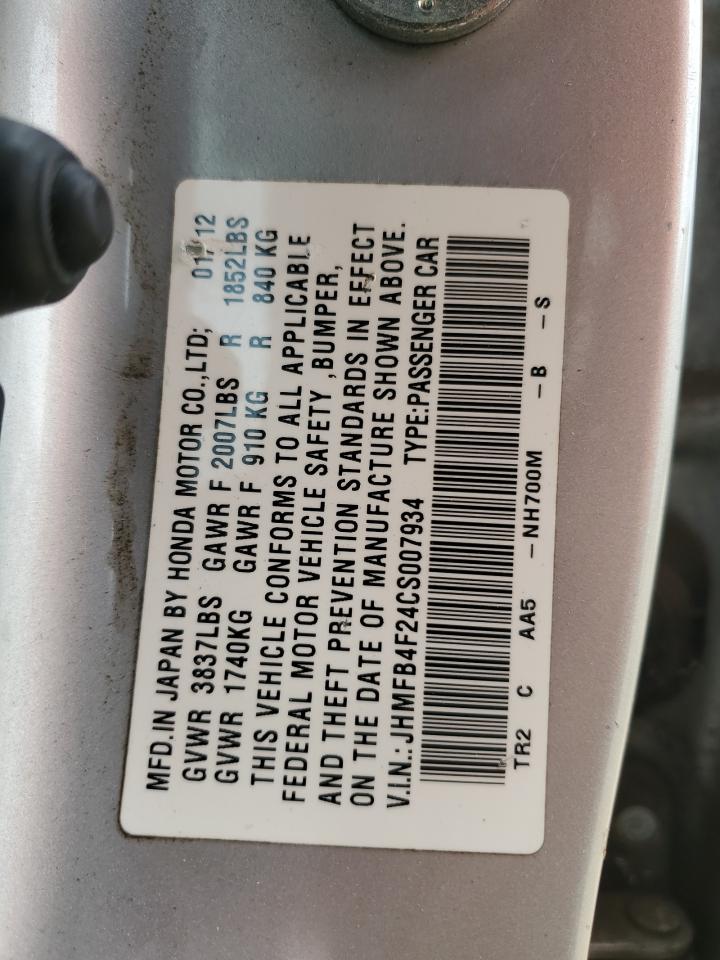 MFD.IN JAPAN BY HONDA MOTOR CO.,LTD; 01/12
GVWR 3837LBS GAWR F 2007LBS R 1852LBS
GVWR 1740KG GAWR F 910 KG R 840 KG
THIS VEHICLE CONFORMS TO ALL APPLICABLE
FEDERAL MOTOR VEHICLE SAFETY ,BUMPER,
AND THEFT PREVENTION STANDARDS IN EFFECT
ON THE DATE OF MANUFACTURE SHOWN ABOVE.
V.I.N.: JHMFB4F24CS007934 TYPE:PASSENGER CAR
TR2 C AA5 -NH700M -B -S